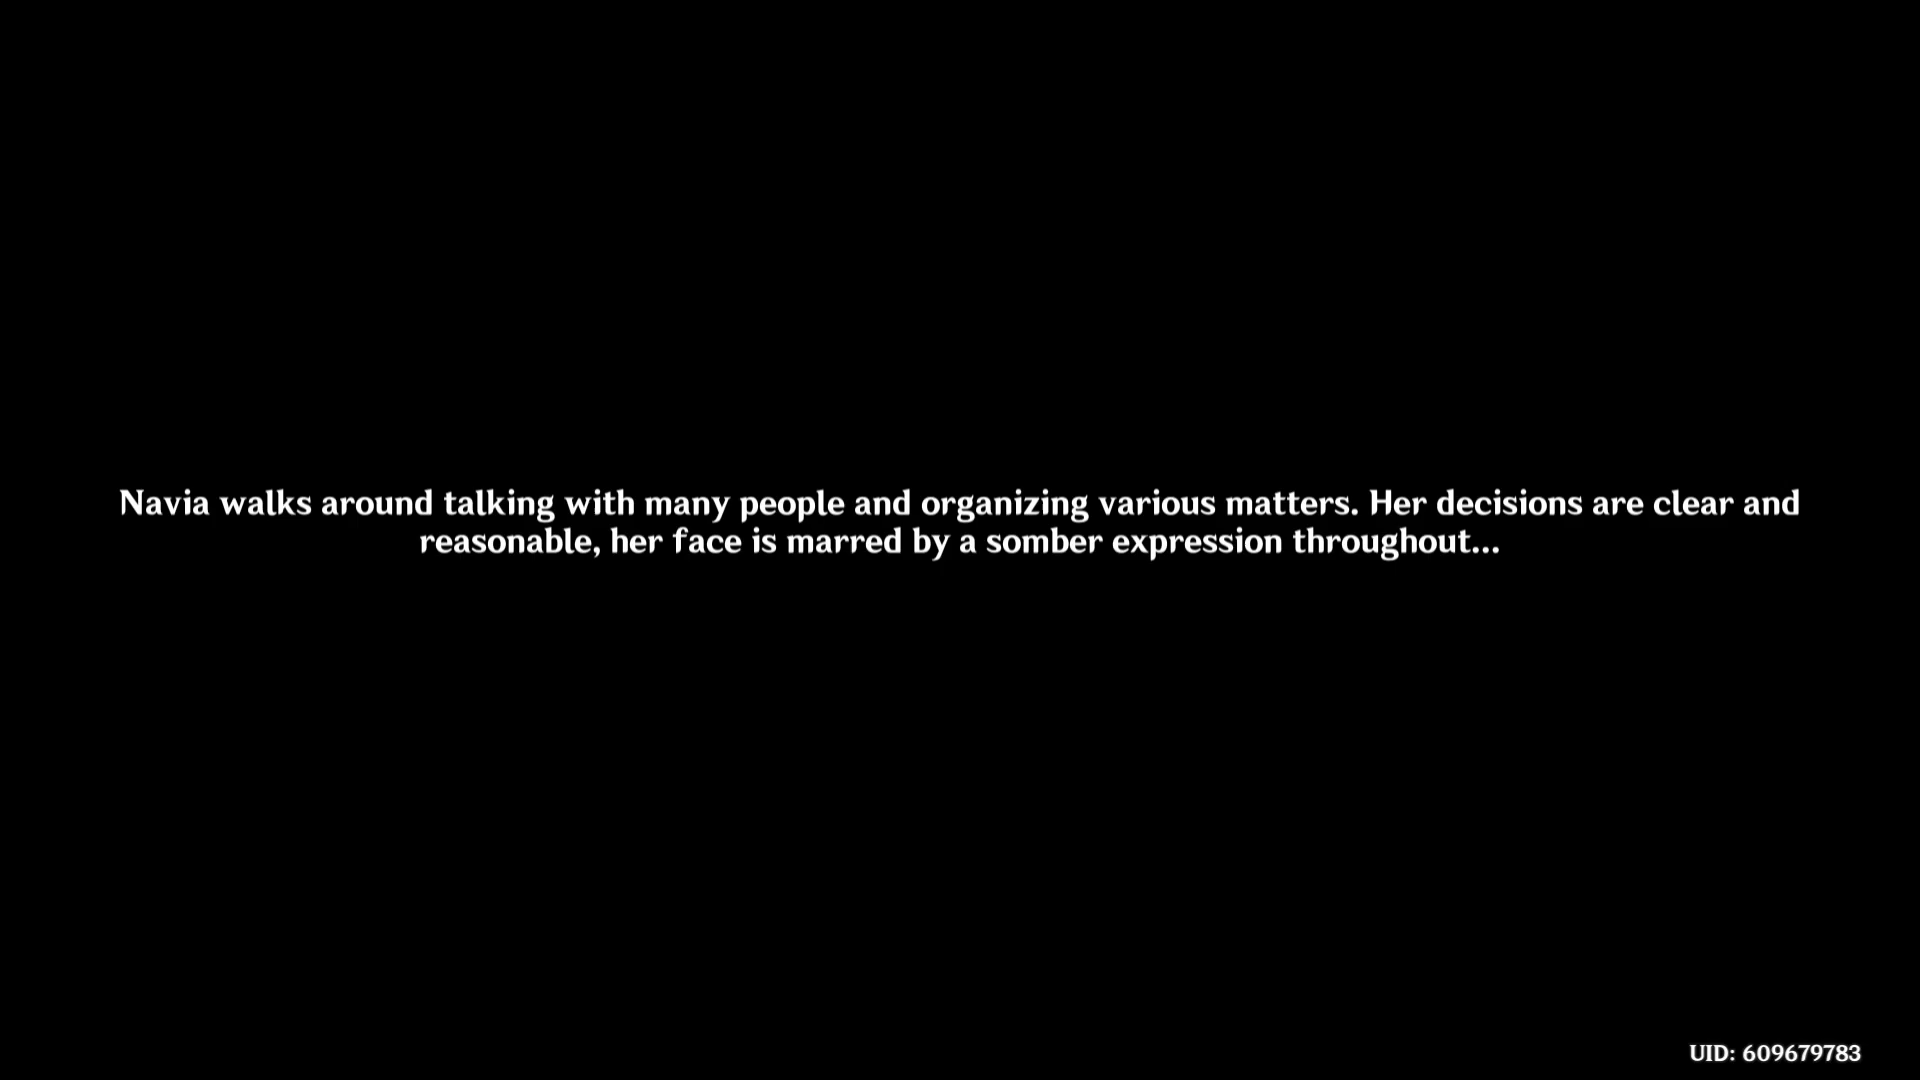 Navia walks around talking with many people and organizing various matters. Her decisions are clear and
reasonable, her face is marred by a somber expression throughout...
UID: 609679783